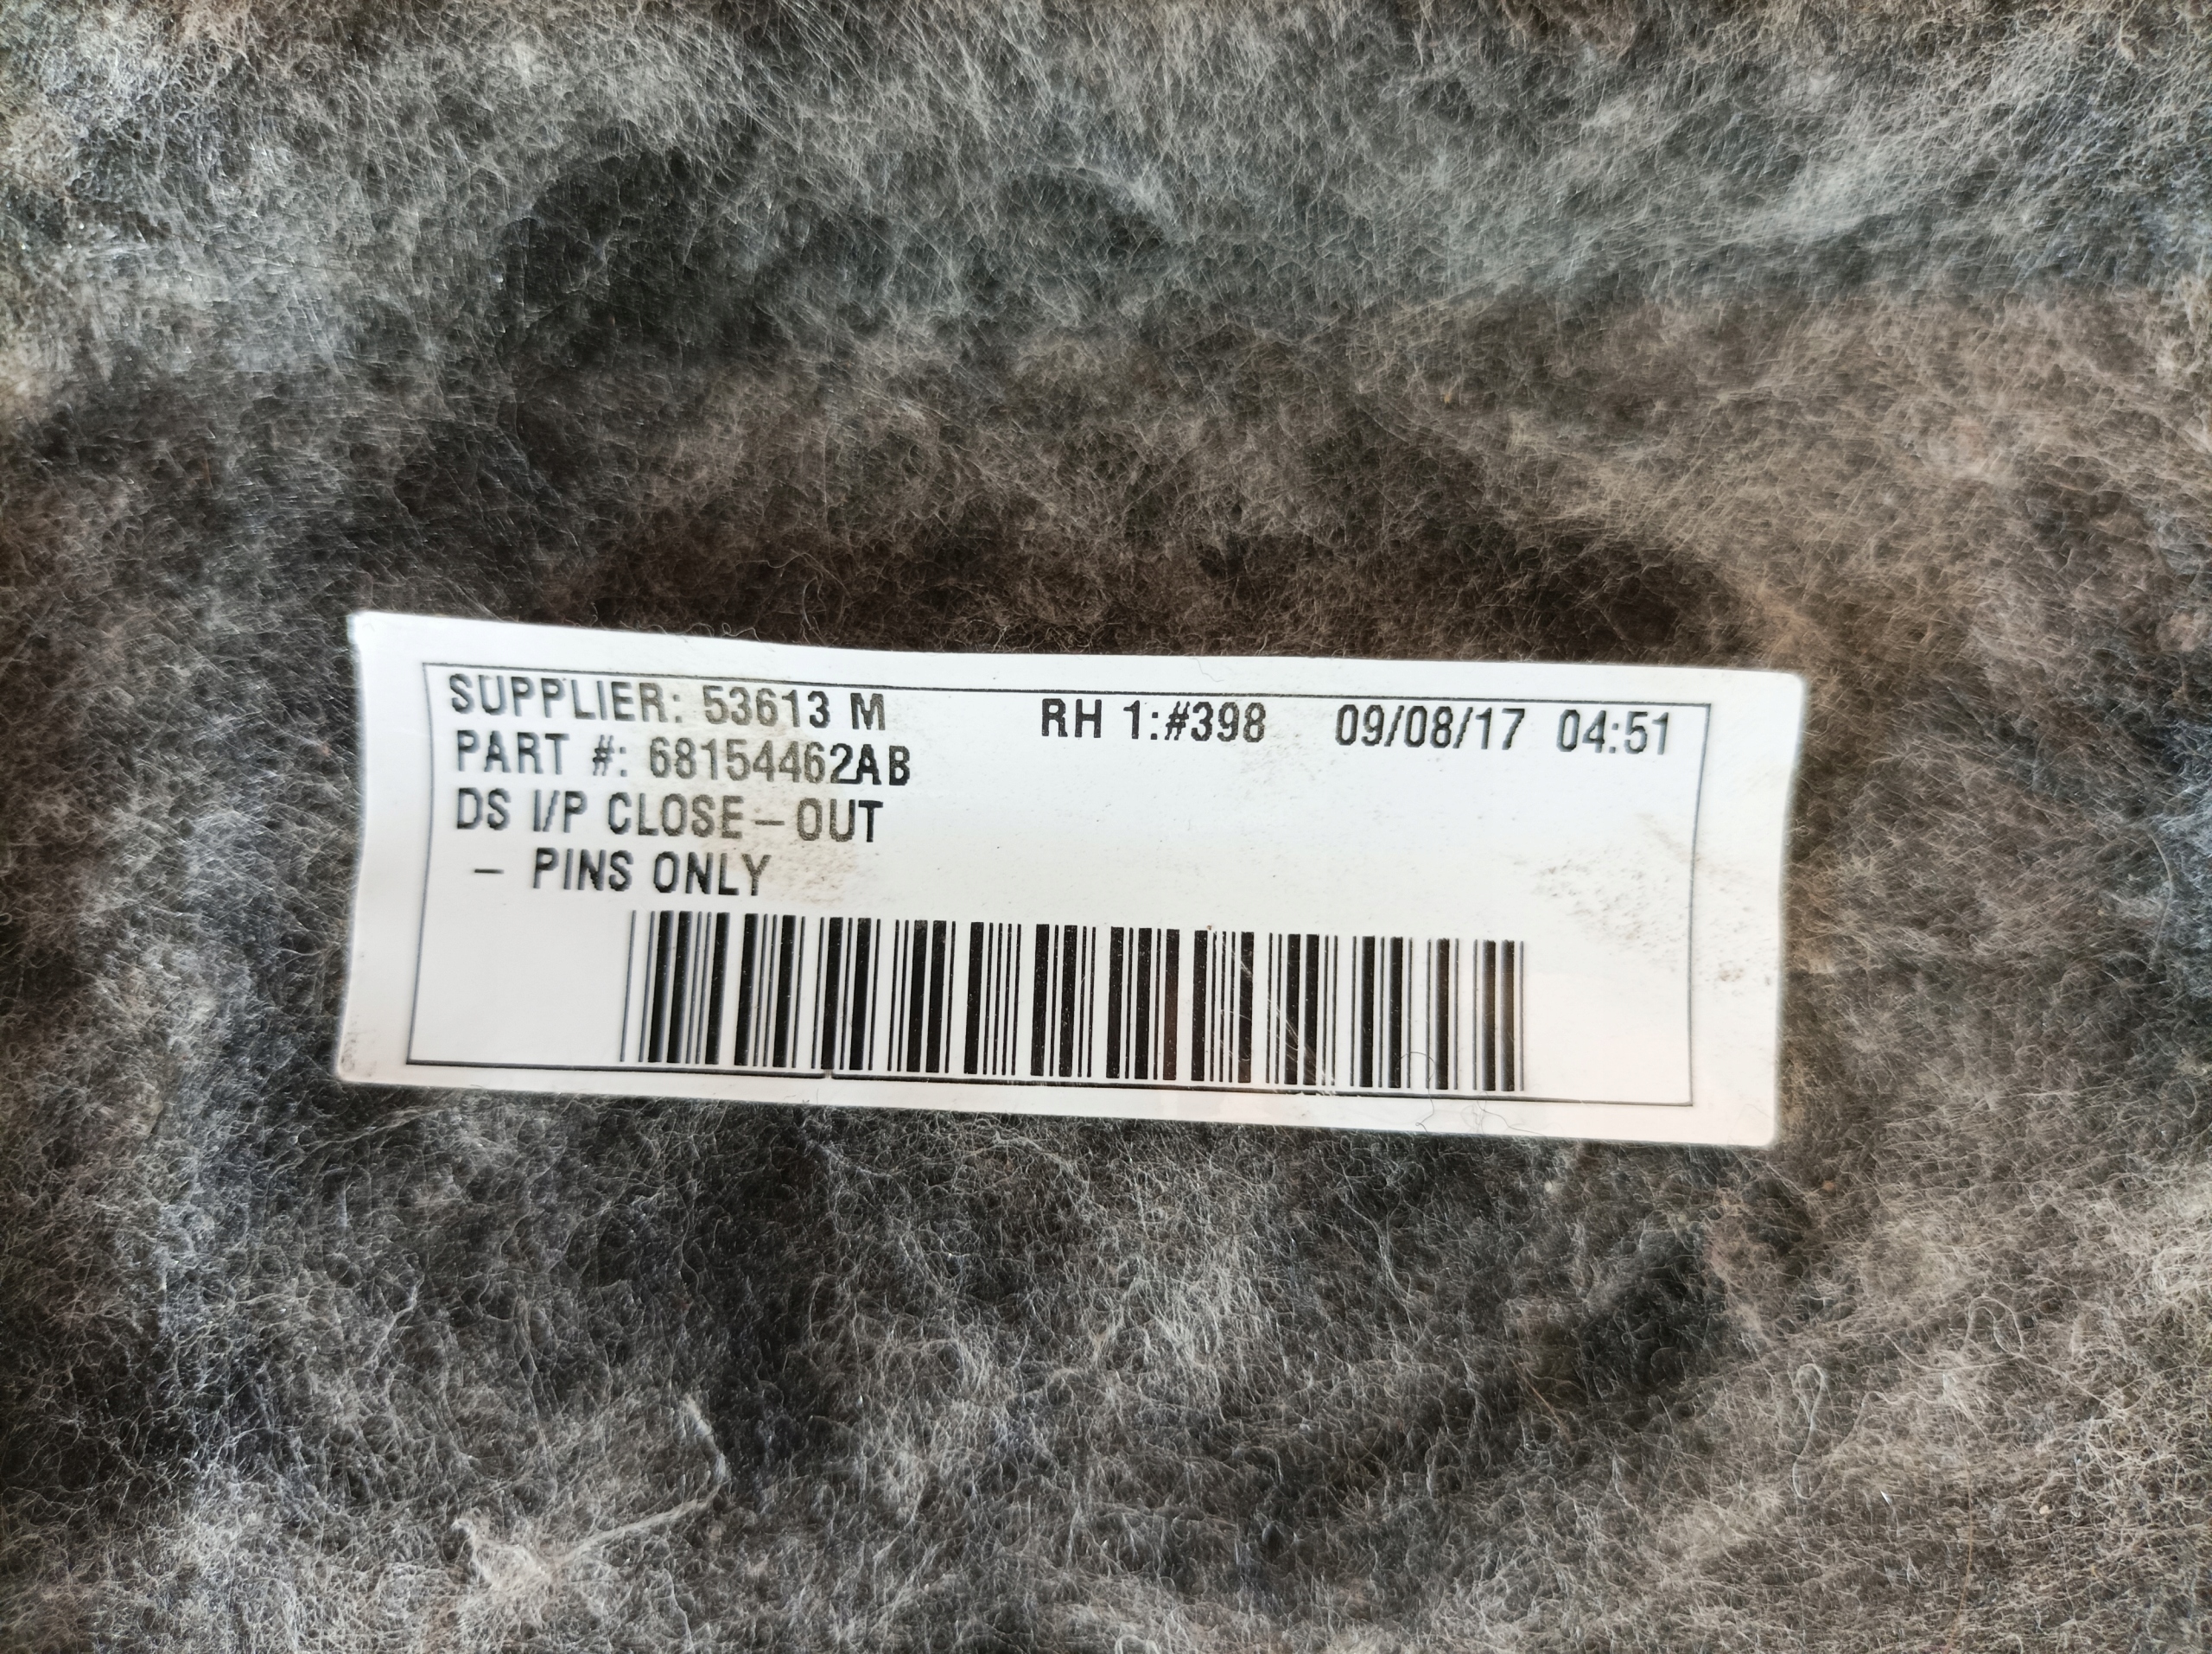 SUPPLIER: 53613 M RH 1:#398 09/08/17 04:51
PART #: 68154462AB
DS I/P CLOSE-OUT
- PINS ONLY